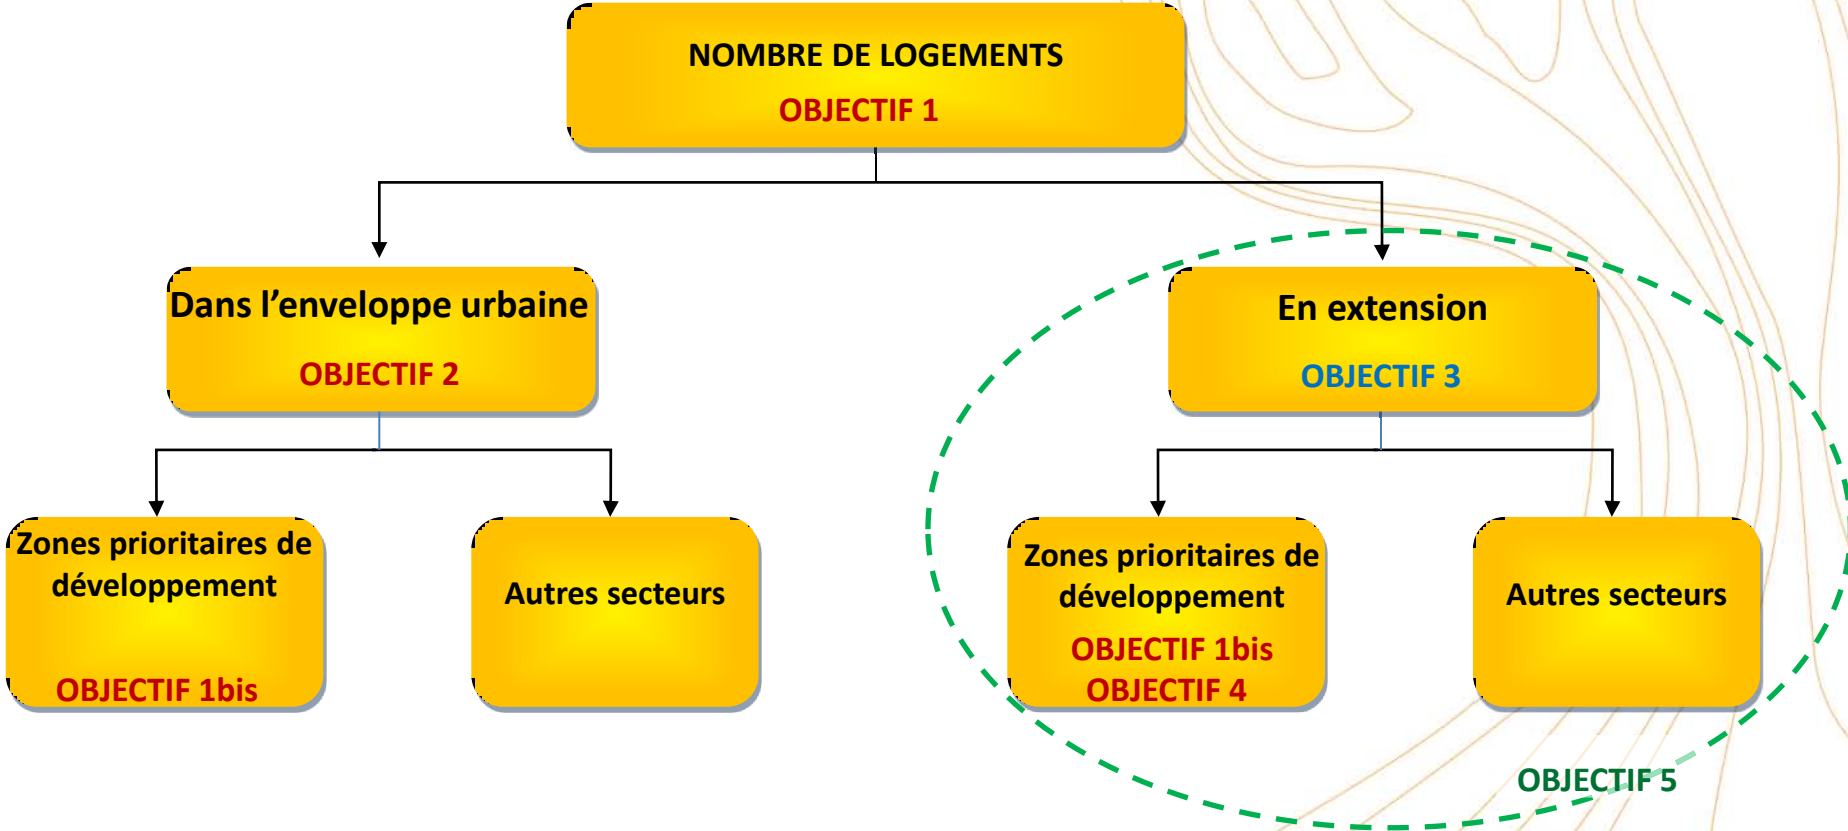 NOMBRE DE LOGEMENTS
OBJECTIF 1
Dans l’enveloppe urbaine
OBJECTIF 2
En extension
OBJECTIF 3
Zones prioritaires de
développement
OBJECTIF 1bis
Autres secteurs
Zones prioritaires de
développement
OBJECTIF 1bis
OBJECTIF 4
Autres secteurs
OBJECTIF 5